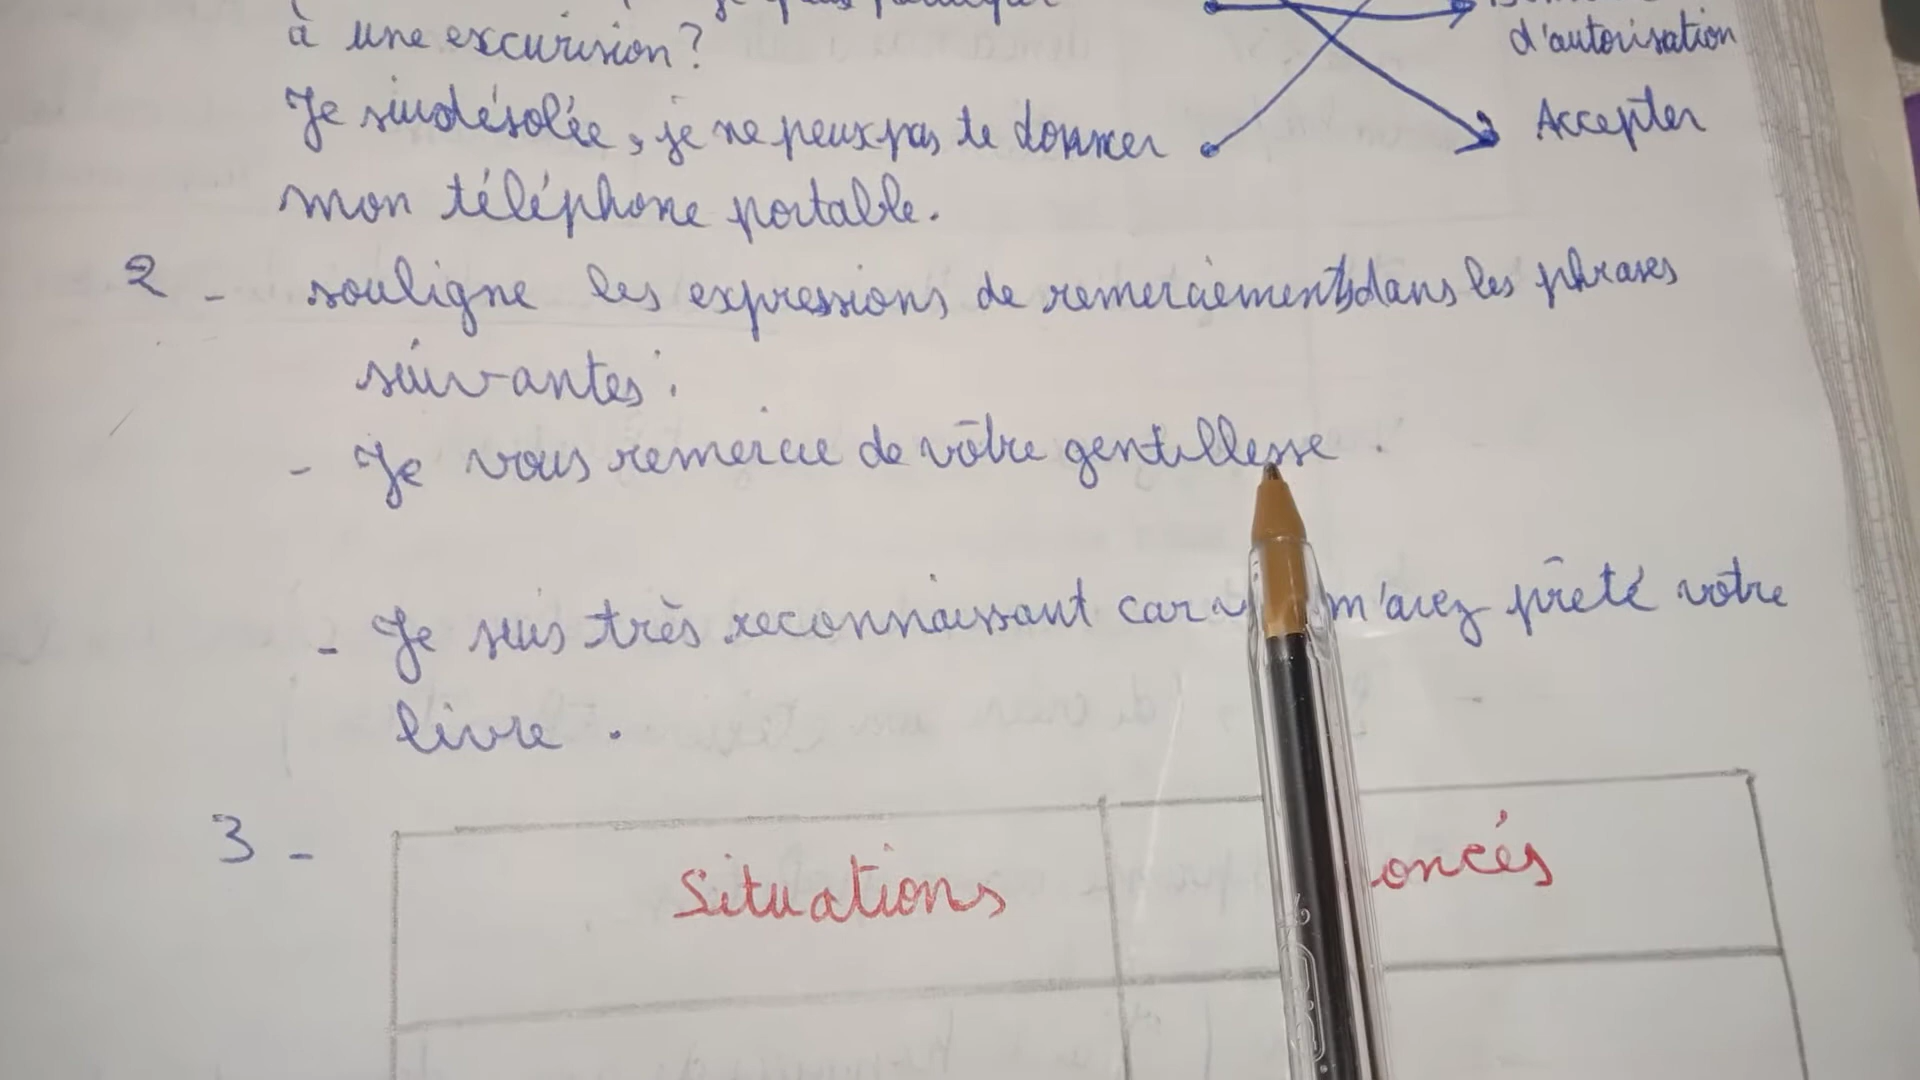 à une excurision ?
d'autorisation
Je suis désolée, je ne peux pas te donner
Accepter
mon téléphone portable.
2 - souligne les expressions de remerciements dans les phrases
suivantes :
- Je vous remercie de vôtre gentillesse.
- Je suis très reconnaissant car m'avez prêté votre
livre.
3 -
Situations
oncés